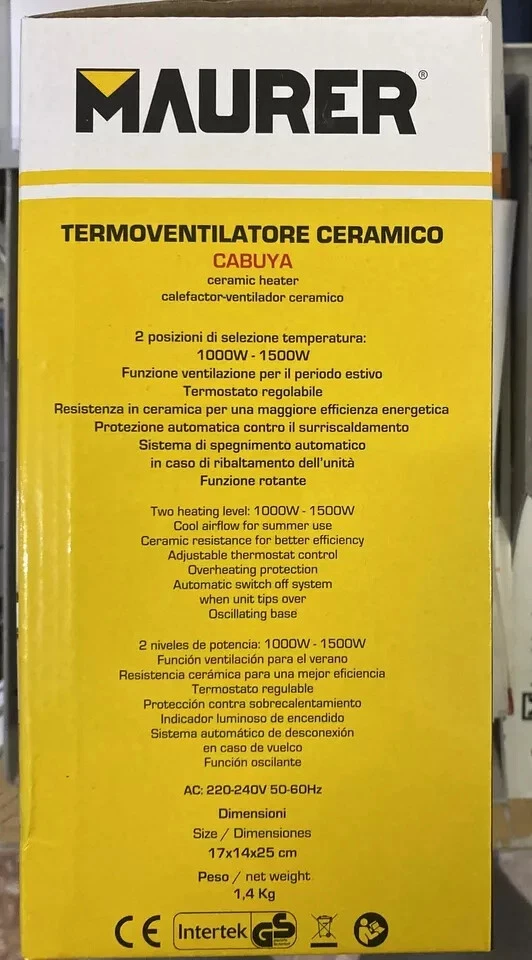 MAURER®
TERMOVENTILATORE CERAMICO
CABUYA
ceramic heater
calefactor-ventilador ceramico
2 posizioni di selezione temperatura:
1000W - 1500W
Funzione ventilazione per il periodo estivo
Termostato regolabile
Resistenza in ceramica per una maggiore efficienza energetica
Protezione automatica contro il surriscaldamento
Sistema di spegnimento automatico
in caso di ribaltamento dell'unità
Funzione rotante
Two heating level: 1000W - 1500W
Cool airflow for summer use
Ceramic resistance for better efficiency
Adjustable thermostat control
Overheating protection
Automatic switch off system
when unit tips over
Oscillating base
2 niveles de potencia: 1000W - 1500W
Función ventilación para el verano
Resistencia cerámica para una mejor eficiencia
Termostato regulable
Protección contra sobrecalentamiento
Indicador luminoso de encendido
Sistema automático de desconexión
en caso de vuelco
Función oscilante
AC: 220-240V 50-60Hz
Dimensioni
Size / Dimensiones
17x14x25 cm
Peso / net weight
1,4 Kg
CE Intertek GS